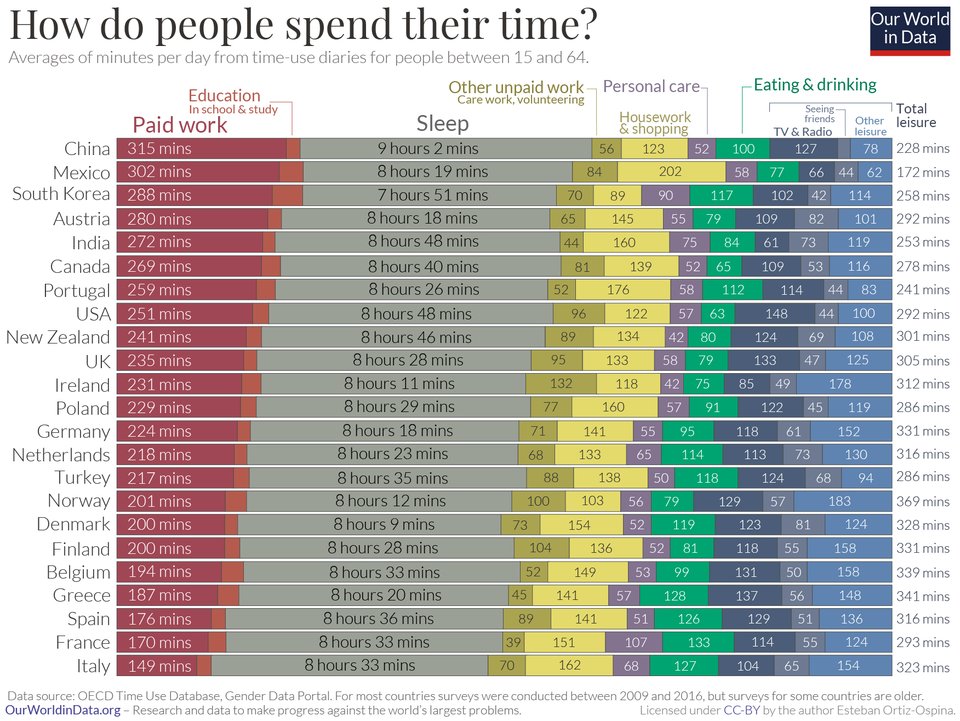 How do people spend their time?
Our World
in Data
Averages of minutes per day from time-use diaries for people between 15 and 64.
Education
In school & study
Paid work
Sleep
Other unpaid work
Care work, volunteering
Housework
& shopping
Personal care
Eating & drinking
Seeing
friends
TV & Radio
Other
leisure
Total
leisure
China 315 mins 9 hours 2 mins 56 123 52 100 127 78 228 mins
Mexico 302 mins 8 hours 19 mins 84 202 58 77 66 44 62 172 mins
South Korea 288 mins 7 hours 51 mins 70 89 90 117 102 42 114 258 mins
Austria 280 mins 8 hours 18 mins 65 145 55 79 109 82 101 292 mins
India 272 mins 8 hours 48 mins 44 160 75 84 61 73 119 253 mins
Canada 269 mins 8 hours 40 mins 81 139 52 65 109 53 116 278 mins
Portugal 259 mins 8 hours 26 mins 52 176 58 112 114 44 83 241 mins
USA 251 mins 8 hours 48 mins 96 122 57 63 148 44 100 292 mins
New Zealand 241 mins 8 hours 46 mins 89 134 42 80 124 69 108 301 mins
UK 235 mins 8 hours 28 mins 95 133 58 79 133 47 125 305 mins
Ireland 231 mins 8 hours 11 mins 132 118 42 75 85 49 178 312 mins
Poland 229 mins 8 hours 29 mins 77 160 57 91 122 45 119 286 mins
Germany 224 mins 8 hours 18 mins 71 141 55 95 118 61 152 331 mins
Netherlands 218 mins 8 hours 23 mins 68 133 65 114 113 73 130 316 mins
Turkey 217 mins 8 hours 35 mins 88 138 50 118 124 68 94 286 mins
Norway 201 mins 8 hours 12 mins 100 103 56 79 129 57 183 369 mins
Denmark 200 mins 8 hours 9 mins 73 154 52 119 123 81 124 328 mins
Finland 200 mins 8 hours 28 mins 104 136 52 81 118 55 158 331 mins
Belgium 194 mins 8 hours 33 mins 52 149 53 99 131 50 158 339 mins
Greece 187 mins 8 hours 20 mins 45 141 57 128 137 56 148 341 mins
Spain 176 mins 8 hours 36 mins 89 141 51 126 129 51 136 316 mins
France 170 mins 8 hours 33 mins 39 151 107 133 114 55 124 293 mins
Italy 149 mins 8 hours 33 mins 70 162 68 127 104 65 154 323 mins
Data source: OECD Time Use Database, Gender Data Portal. For most countries surveys were conducted between 2009 and 2016, but surveys for some countries are older.
OurWorldinData.org – Research and data to make progress against the world's largest problems.
Licensed under CC-BY by the author Esteban Ortiz-Ospina.